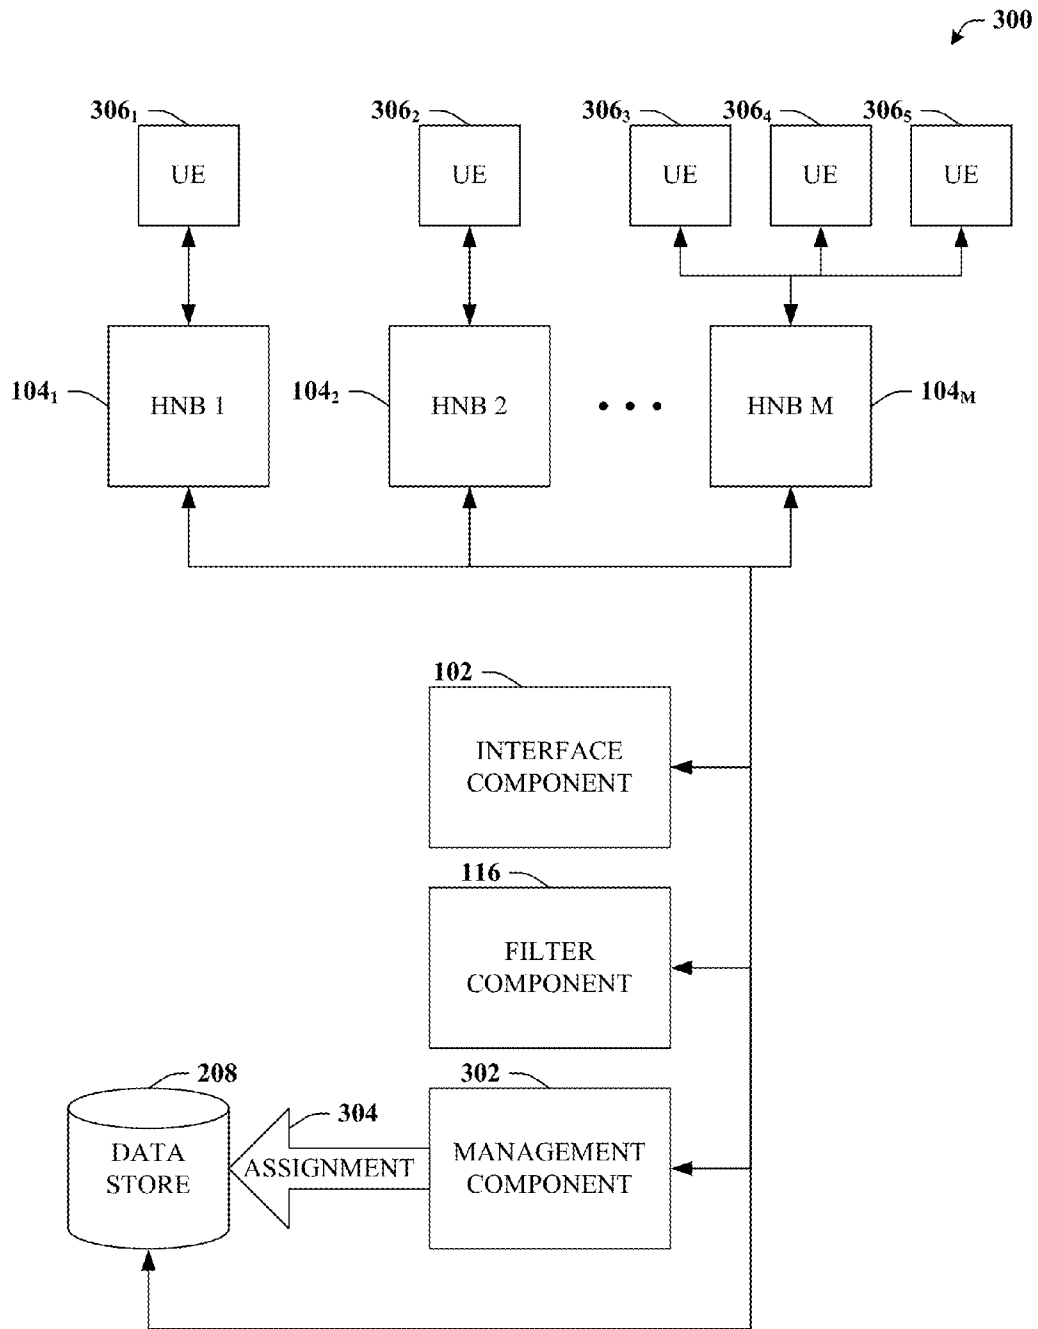 300
306₁ 306₂ 306₃ 306₄ 306₅
UE UE UE UE UE
104₁ HNB 1 104₂ HNB 2 • • • HNB M 104M
102
INTERFACE
COMPONENT
116
FILTER
COMPONENT
208
DATA
STORE
304
ASSIGNMENT
302
MANAGEMENT
COMPONENT